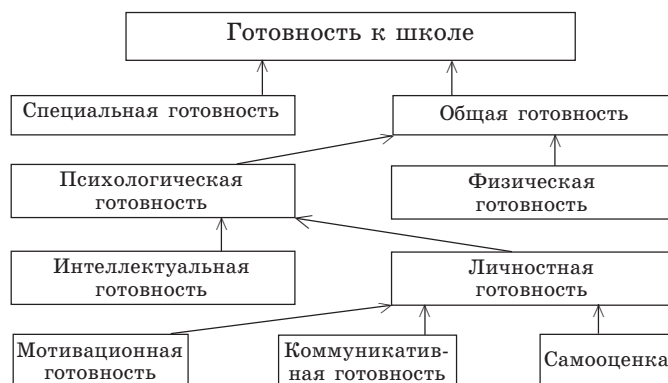 Готовность к школе
Специальная готовность
Общая готовность
Психологическая
готовность
Физическая
готовность
Интеллектуальная
готовность
Личностная
готовность
Мотивационная
готовность
Коммуникатив-
ная готовность
Самооценка